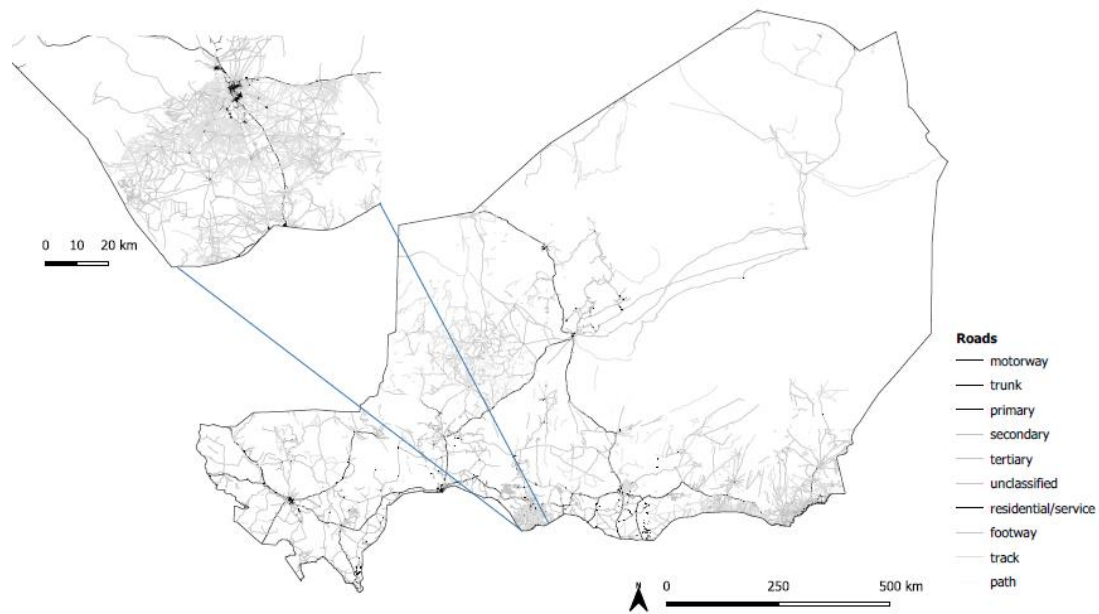 0 10 20 km
Roads
motorway
trunk
primary
secondary
tertiary
unclassified
residential/service
footway
track
path
N
0 250 500 km